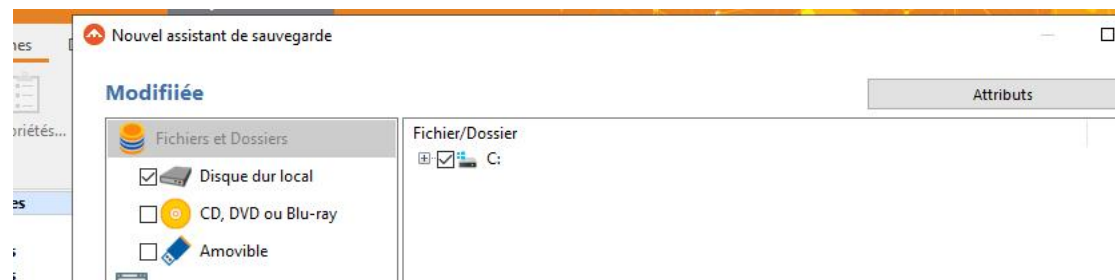 Nouvel assistant de sauvegarde
Modifiiée
Attributs
Fichiers et Dossiers
Fichier/Dossier
C:
Disque dur local
CD, DVD ou Blu-ray
Amovible